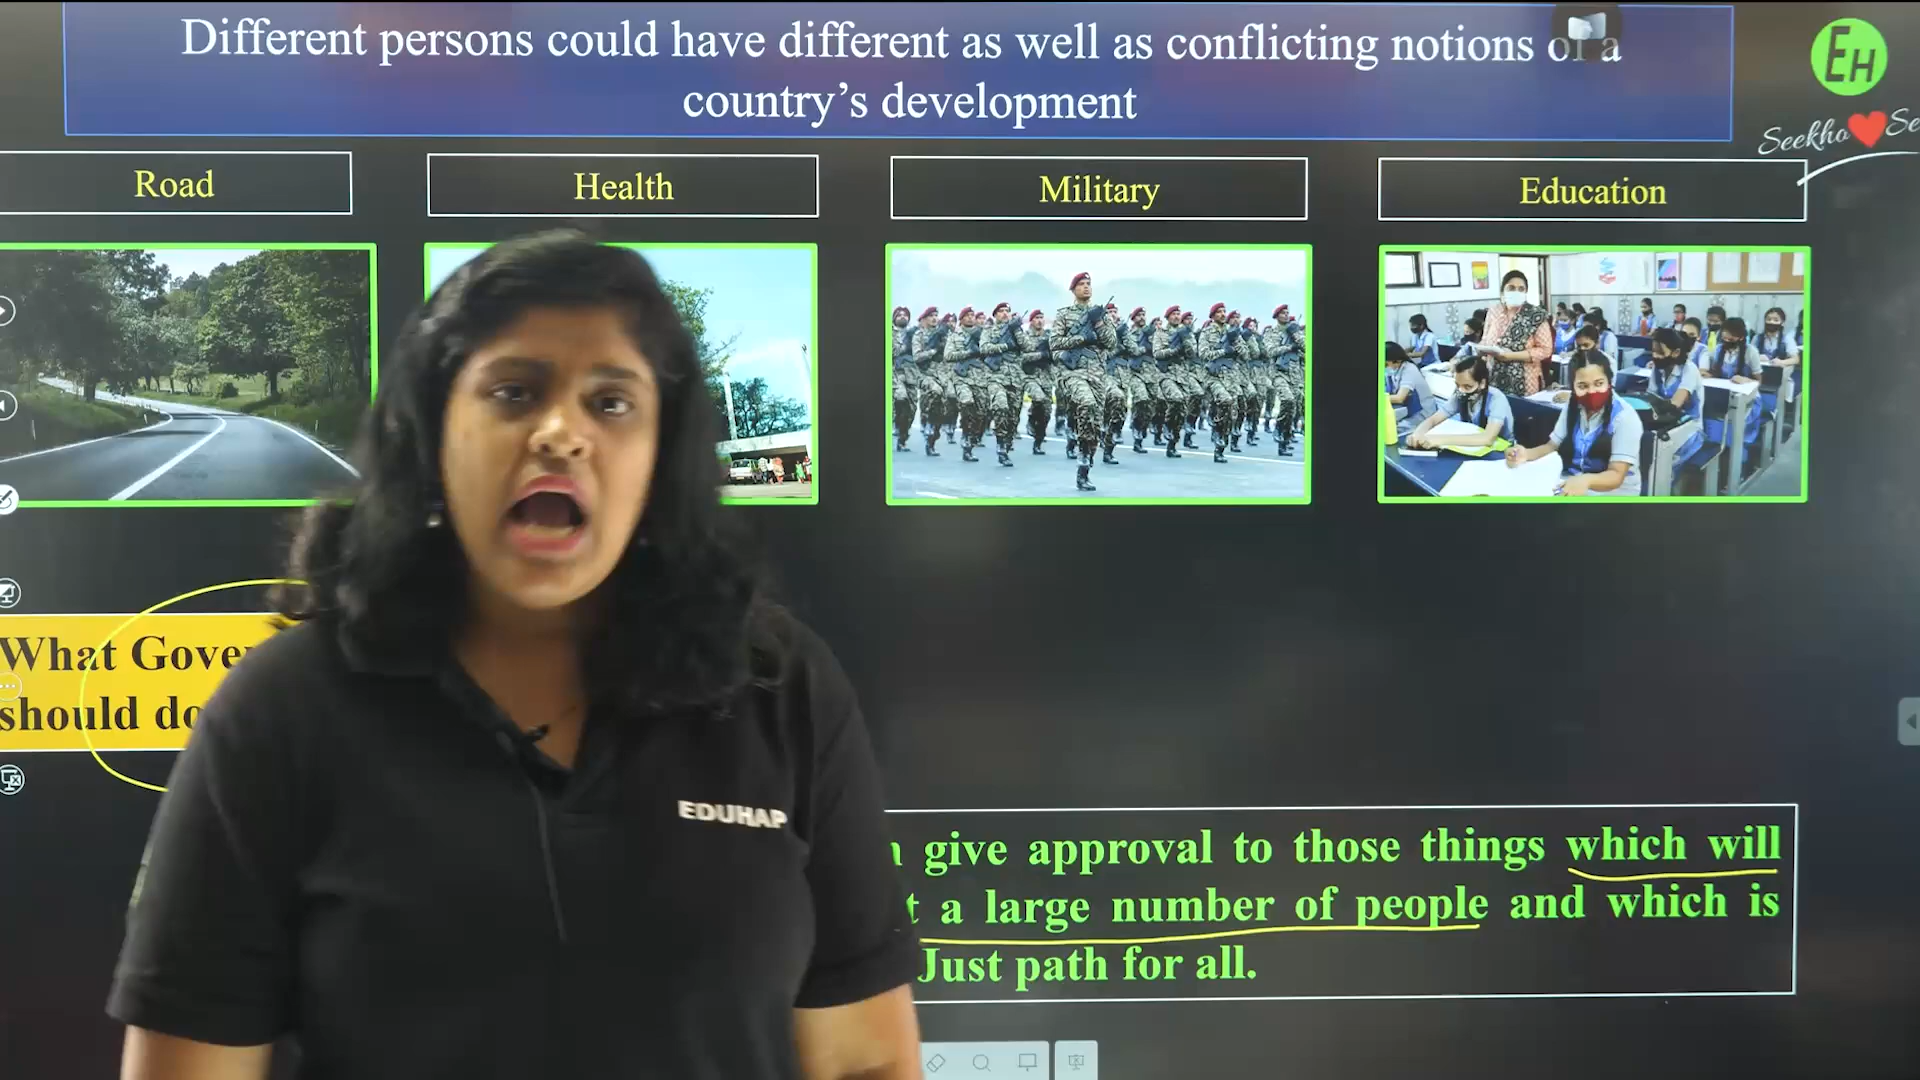 Different persons could have different as well as conflicting notions of a
country's development
EH
Seekho
Road
Health
Military
Education
What
should do
EDUHAP
give approval to those things which will
a large number of people and which is
Just path for all.